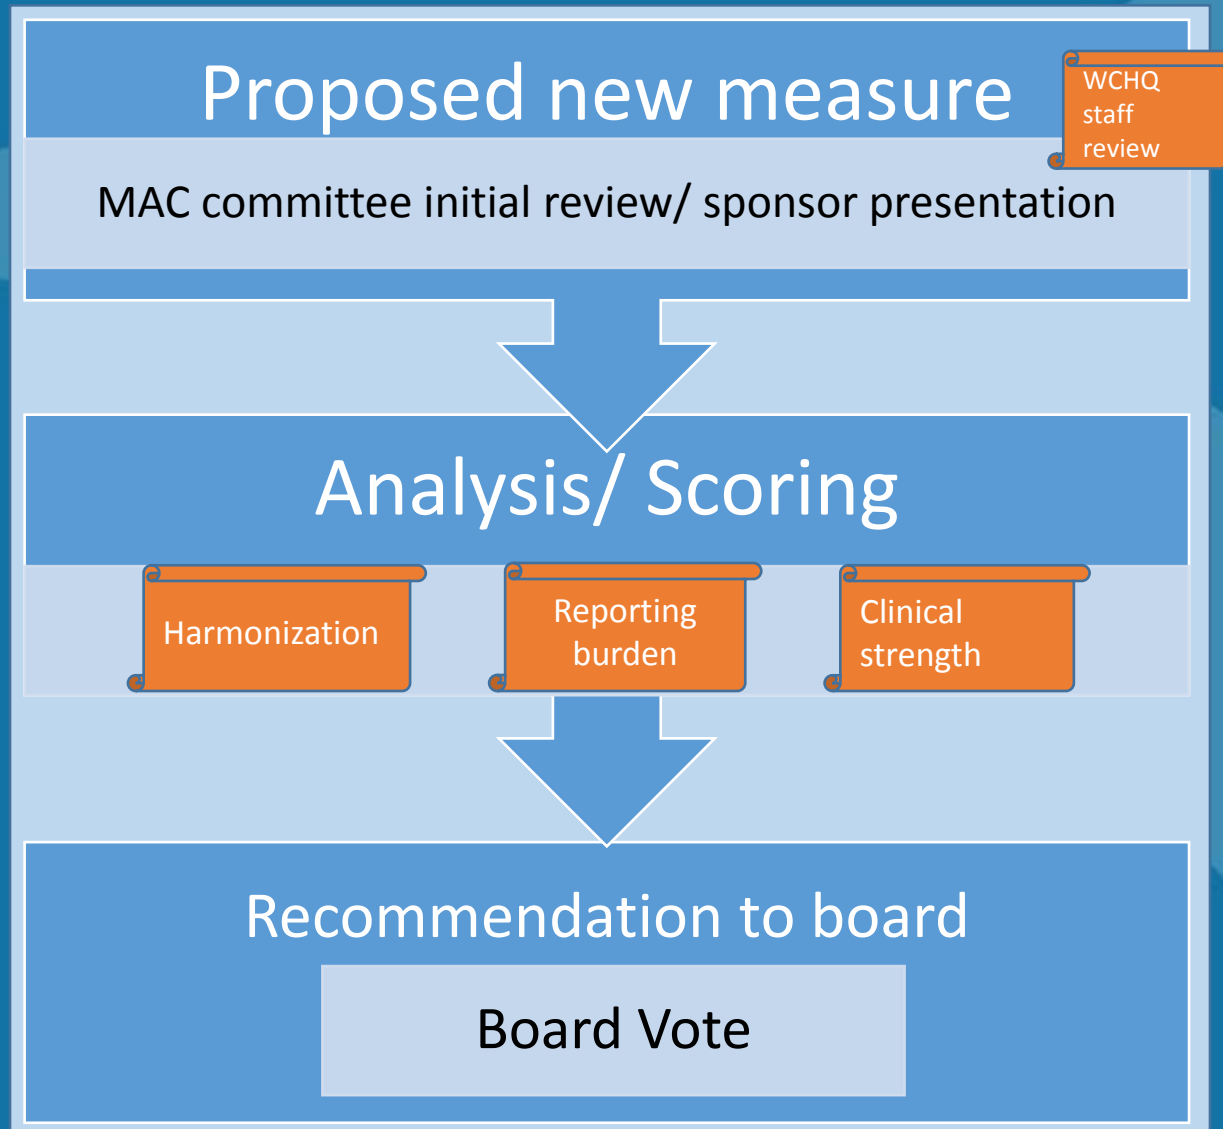 Proposed new measure
WCHQ
staff
review
MAC committee initial review/ sponsor presentation
Analysis/ Scoring
Harmonization
Reporting
burden
Clinical
strength
Recommendation to board
Board Vote